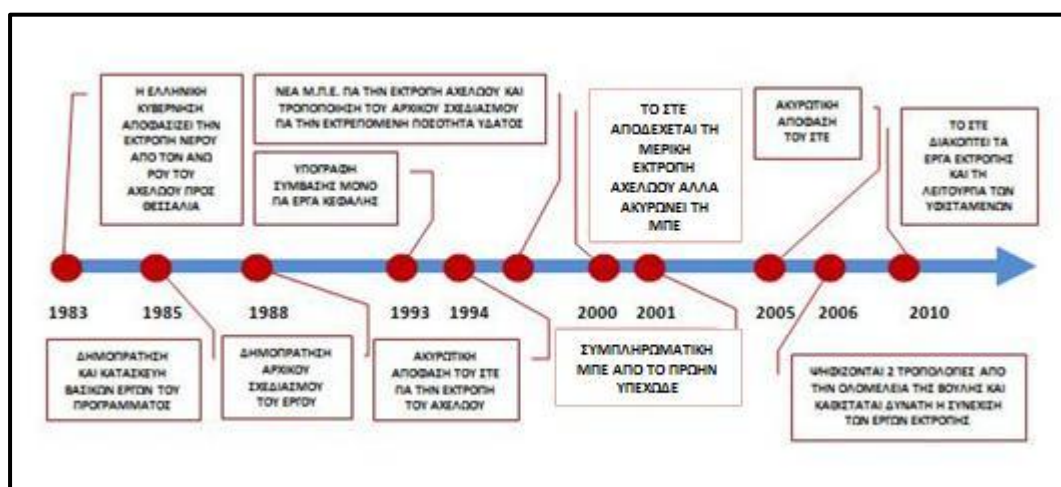 Η ΕΛΛΗΝΙΚΗ
ΚΥΒΕΡΝΗΣΗ
ΑΠΟΦΑΣΙΖΕΙ ΤΗΝ
ΕΚΤΡΟΠΗ ΝΕΡΟΥ
ΑΠΟ ΤΟΝ ΑΝΩ
ΡΟΥ ΤΟΥ
ΑΧΕΛΩΟΥ ΠΡΟΣ
ΘΕΣΣΑΛΙΑ
ΝΕΑ Μ.Π.Ε. ΓΙΑ ΤΗΝ ΕΚΤΡΟΠΗ ΑΧΕΛΩΟΥ ΚΑΙ
ΤΡΟΠΟΠΟΙΗΣΗ ΤΟΥ ΑΡΧΙΚΟΥ ΣΧΕΔΙΑΣΜΟΥ
ΓΙΑ ΤΗΝ ΕΚΤΡΕΠΟΜΕΝΗ ΠΟΣΟΤΗΤΑ ΥΔΑΤΟΣ
ΥΠΟΓΡΑΦΗ
ΣΥΜΒΑΣΗΣ ΜΟΝΟ
ΓΙΑ ΕΡΓΑ ΚΕΦΑΛΗΣ
ΤΟ ΣΤΕ
ΑΠΟΔΕΧΕΤΑΙ ΤΗ
ΜΕΡΙΚΗ
ΕΚΤΡΟΠΗ
ΑΧΕΛΩΟΥ ΑΛΛΑ
ΑΚΥΡΩΝΕΙ ΤΗ
ΜΠΕ
ΑΚΥΡΩΤΙΚΗ
ΑΠΟΦΑΣΗ
ΤΟΥ ΣΤΕ
ΤΟ ΣΤΕ
ΔΙΑΚΟΠΤΕΙ ΤΑ
ΕΡΓΑ ΕΚΤΡΟΠΗΣ
ΚΑΙ ΤΗ
ΛΕΙΤΟΥΡΓΙΑ ΤΩΝ
ΥΦΙΣΤΑΜΕΝΩΝ
1983 1985 1988 1993 1994 2000 2001 2005 2006 2010
ΔΗΜΟΠΡΑΤΗΣΗ
ΚΑΙ ΚΑΤΑΣΚΕΥΗ
ΒΑΣΙΚΩΝ ΕΡΓΩΝ ΤΟΥ
ΠΡΟΓΡΑΜΜΑΤΟΣ
ΔΗΜΟΠΡΑΤΗΣΗ
ΑΡΧΙΚΟΥ
ΣΧΕΔΙΑΣΜΟΥ
ΤΟΥ ΕΡΓΟΥ
ΑΚΥΡΩΤΙΚΗ
ΑΠΟΦΑΣΗ ΤΟΥ ΣΤΕ
ΓΙΑ ΤΗΝ ΕΚΤΡΟΠΗ
ΤΟΥ ΑΧΕΛΩΟΥ
ΣΥΜΠΛΗΡΩΜΑΤΙΚΗ
ΜΠΕ ΑΠΟ ΤΟ ΠΡΩΗΝ
ΥΠΕΧΩΔΕ
ΨΗΦΙΖΟΝΤΑΙ 2 ΤΡΟΠΟΛΟΓΙΕΣ ΑΠΟ
ΤΗΝ ΟΛΟΜΕΛΕΙΑ ΤΗΣ ΒΟΥΛΗΣ ΚΑΙ
ΚΑΘΙΣΤΑΤΑΙ ΔΥΝΑΤΗ Η ΣΥΝΕΧΙΣΗ
ΤΩΝ ΕΡΓΩΝ ΕΚΤΡΟΠΗΣ